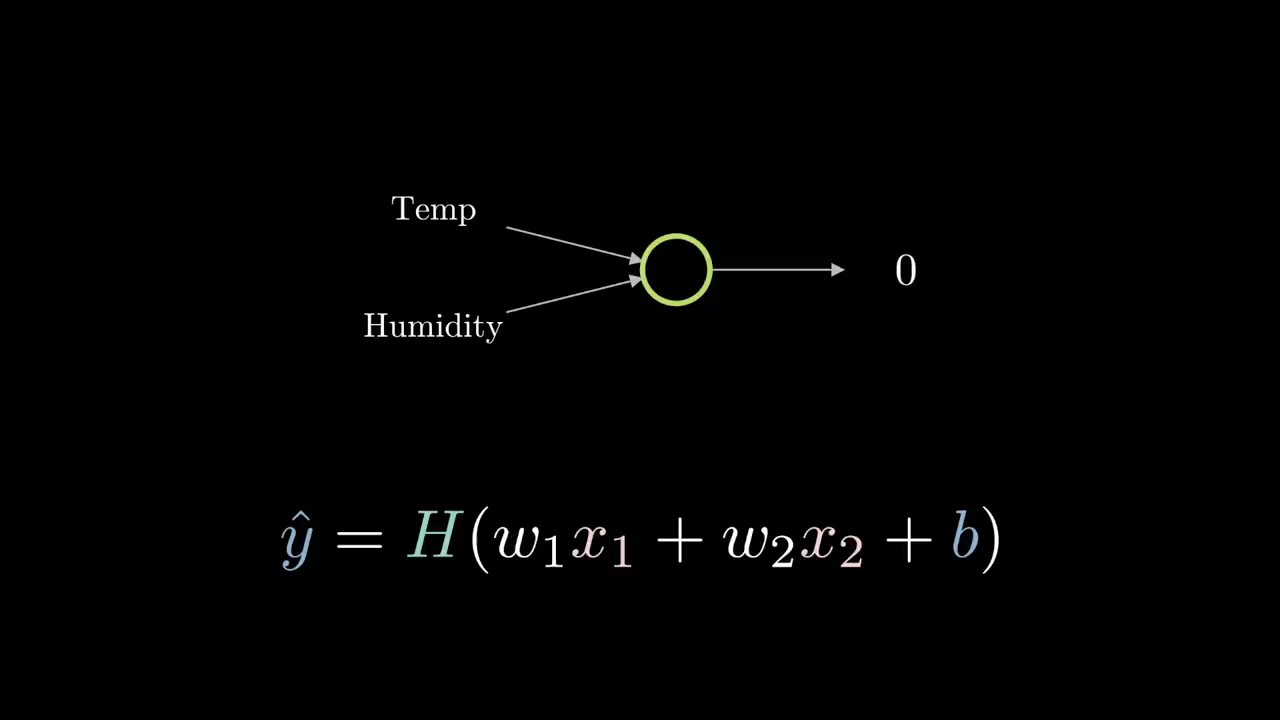 Temp
0
Humidity
ŷ = H(w₁x₁ + w₂x₂ + b)